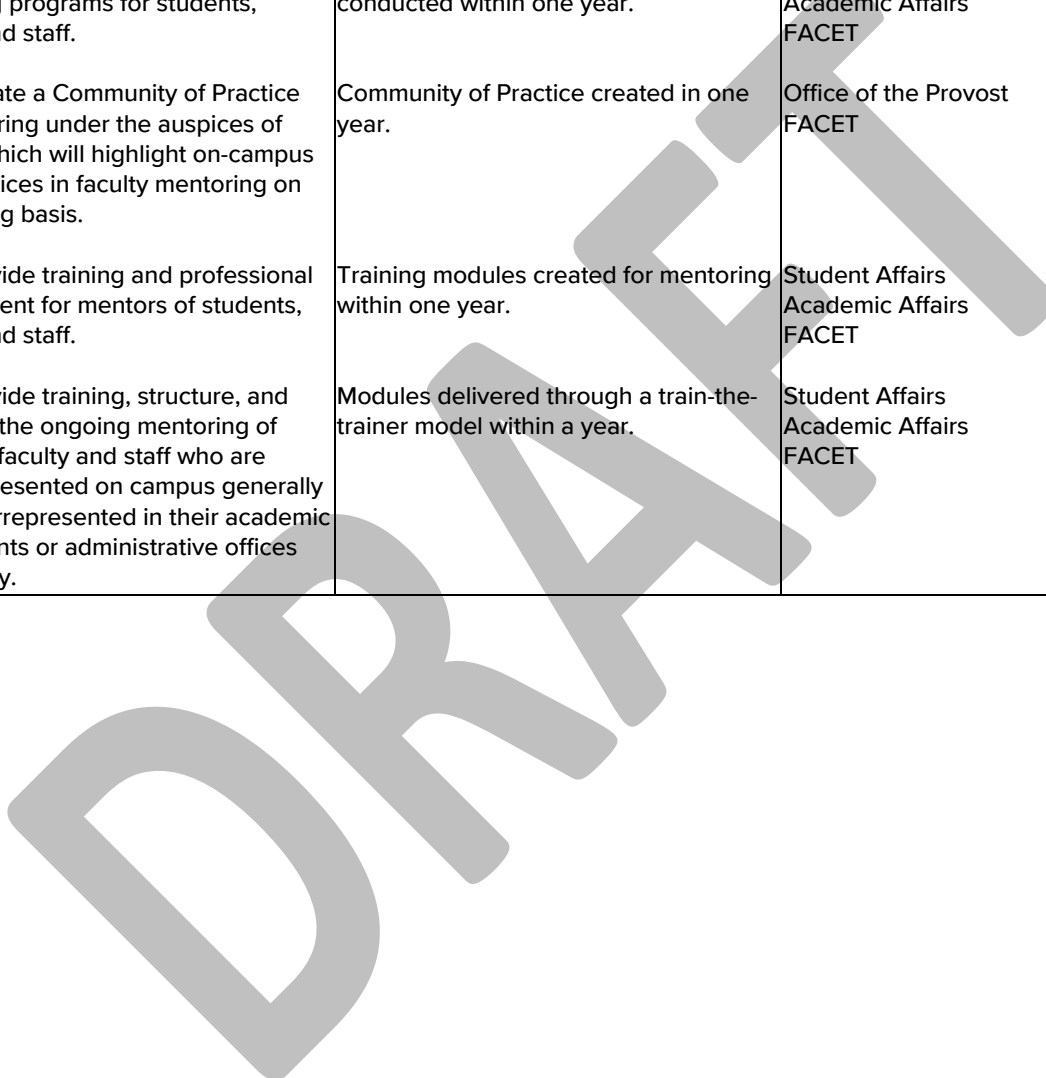 g programs for students,
d staff.
conducted within one year.
Academic Affairs
FACET
ate a Community of Practice
ring under the auspices of
hich will highlight on-campus
ices in faculty mentoring on
g basis.
Community of Practice created in one
year.
Office of the Provost
FACET
vide training and professional
ent for mentors of students,
d staff.
Training modules created for mentoring
within one year.
Student Affairs
Academic Affairs
FACET
vide training, structure, and
the ongoing mentoring of
faculty and staff who are
resented on campus generally
rrepresented in their academic
nts or administrative offices
y.
Modules delivered through a train-the-
trainer model within a year.
Student Affairs
Academic Affairs
FACET
DRAFT